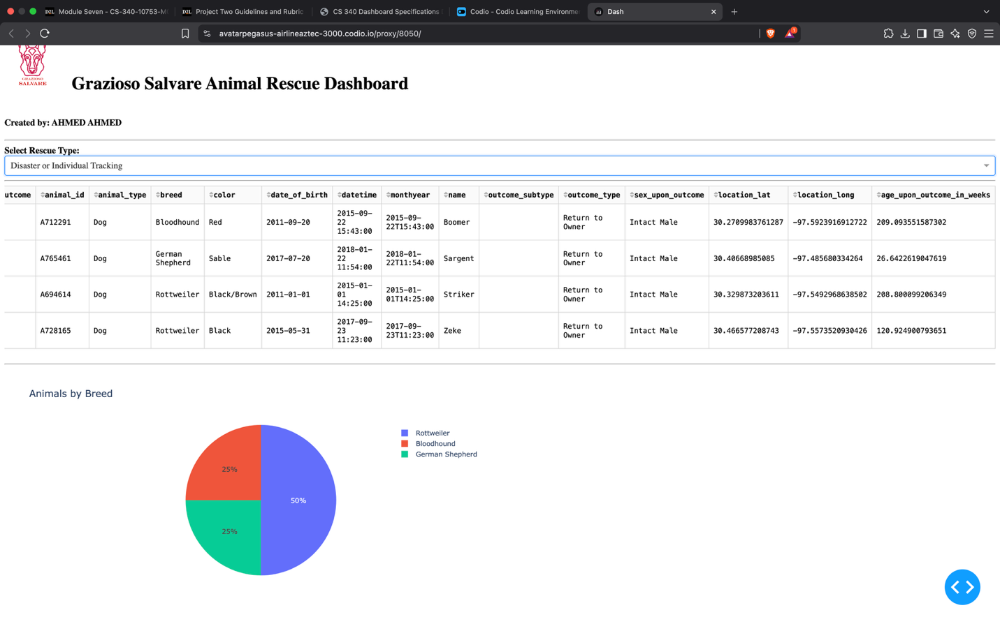 Module Seven - CS-340-10753-M
Project Two Guidelines and Rubric
CS 340 Dashboard Specifications
Codio - Codio Learning Environme
Dash
avatarpegasus-airlineaztec-3000.codio.io/proxy/8050/
1
GRAZIOSO
SALVARE
Grazioso Salvare Animal Rescue Dashboard
Created by: AHMED AHMED
Select Rescue Type:
Disaster or Individual Tracking
utcome animal_id animal_type breed color date_of_birth datetime monthyear name outcome_subtype outcome_type sex_upon_outcome location_lat location_long age_upon_outcome_in_weeks
A712291 Dog Bloodhound Red 2011-09-20 2015-09-22 15:43:00 2015-09-22T15:43:00 Boomer Return to Owner Intact Male 30.2709983761287 -97.5923916912722 209.093551587302
A765461 Dog German Shepherd Sable 2017-07-20 2018-01-22 11:54:00 2018-01-22T11:54:00 Sargent Return to Owner Intact Male 30.40668985085 -97.485680334264 26.6422619047619
A694614 Dog Rottweiler Black/Brown 2011-01-01 2015-01-01 14:25:00 2015-01-01T14:25:00 Striker Return to Owner Intact Male 30.329873203611 -97.5492968638502 208.800099206349
A728165 Dog Rottweiler Black 2015-05-31 2017-09-23 11:23:00 2017-09-23T11:23:00 Zeke Return to Owner Intact Male 30.466577208743 -97.5573520930426 120.924900793651
Animals by Breed
Rottweiler
Bloodhound
German Shepherd
25%
50%
25%